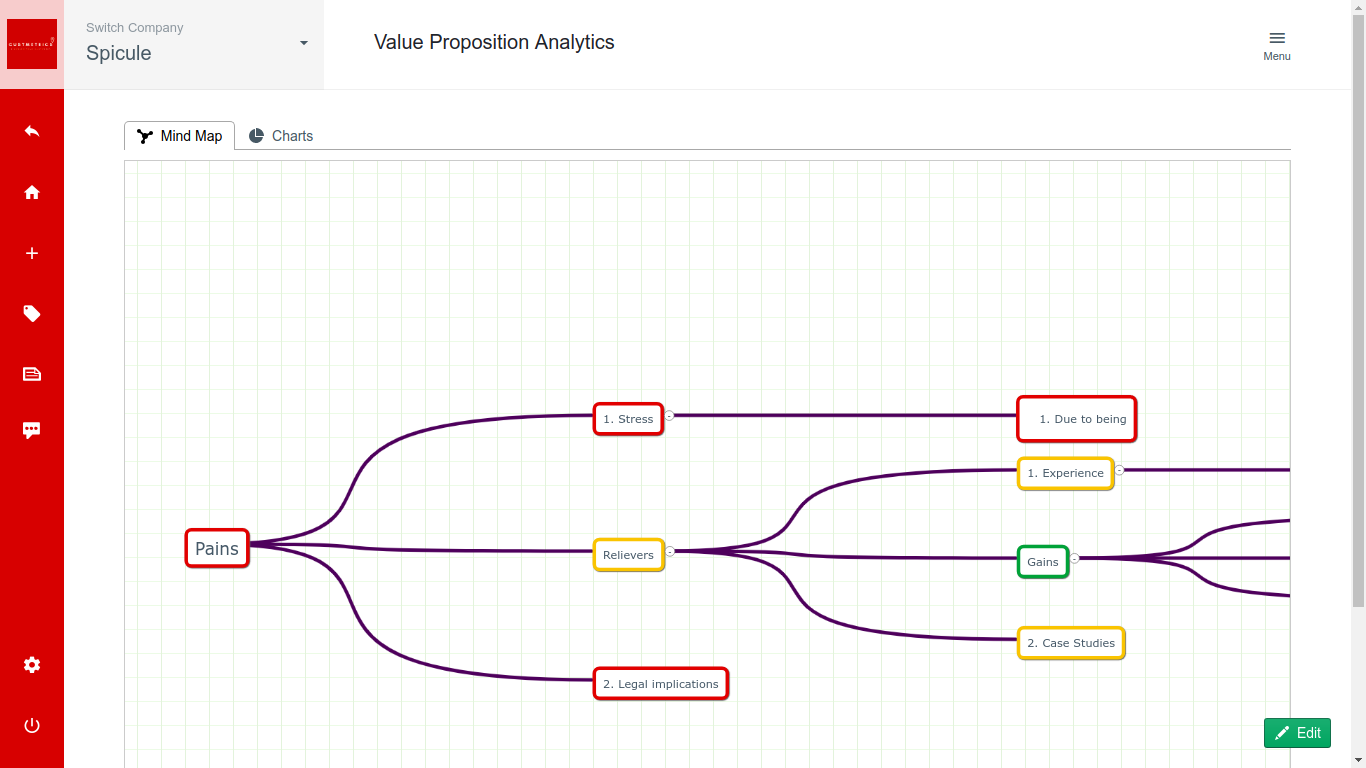 Switch Company
Spicule
Value Proposition Analytics
Menu
Mind Map
Charts
1. Stress
1. Due to being
1. Experience
Pains
Relievers
Gains
2. Case Studies
2. Legal implications
Edit